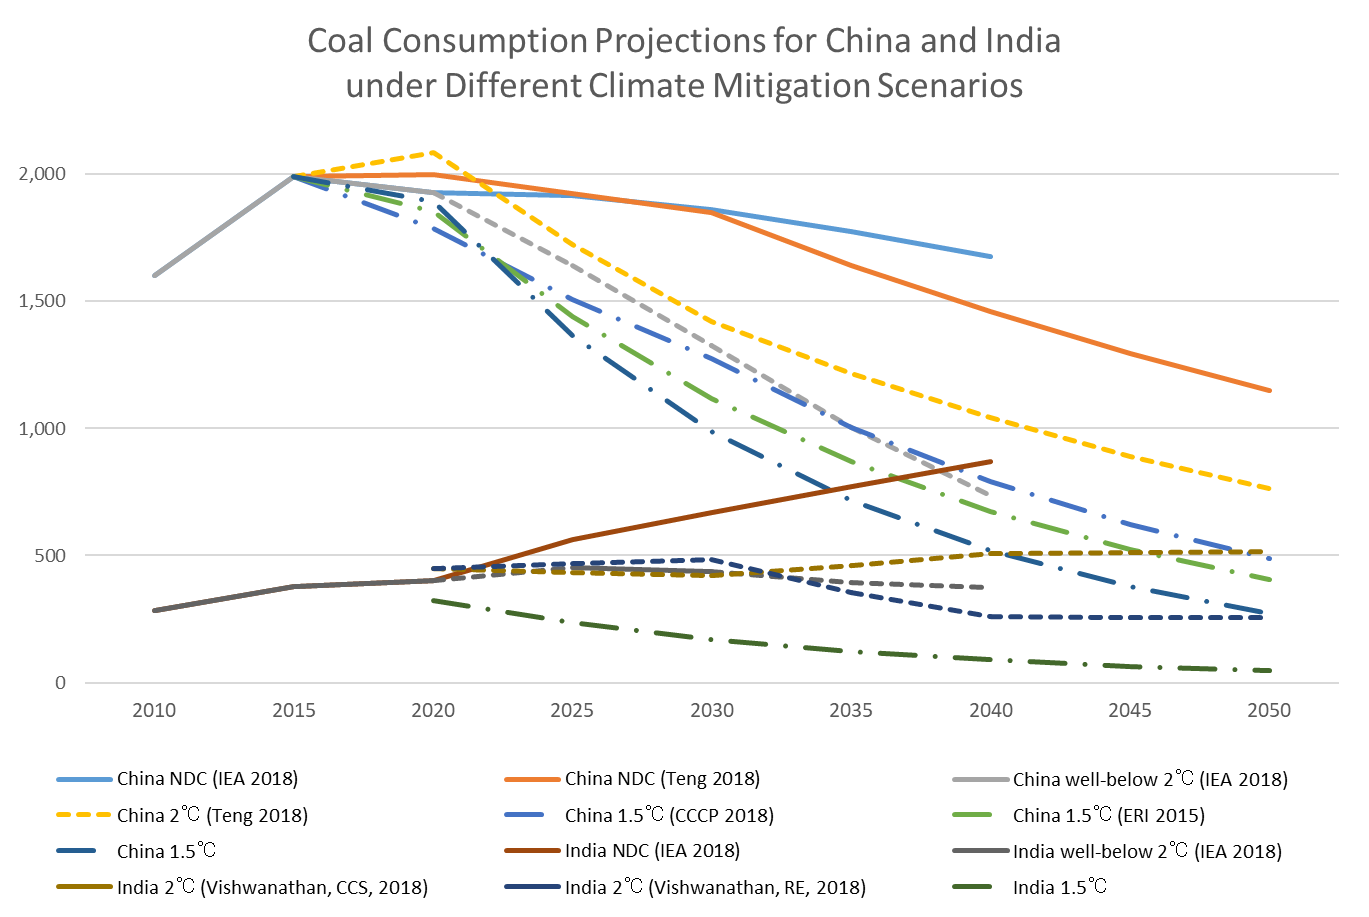 Coal Consumption Projections for China and India
under Different Climate Mitigation Scenarios
2,000
1,500
1,000
500
0
2010 2015 2020 2025 2030 2035 2040 2045 2050
China NDC (IEA 2018) China NDC (Teng 2018) China well-below 2℃ (IEA 2018)
China 2℃ (Teng 2018) China 1.5℃ (CCCP 2018) China 1.5℃ (ERI 2015)
China 1.5℃ India NDC (IEA 2018) India well-below 2℃ (IEA 2018)
India 2℃ (Vishwanathan, CCS, 2018) India 2℃ (Vishwanathan, RE, 2018) India 1.5℃